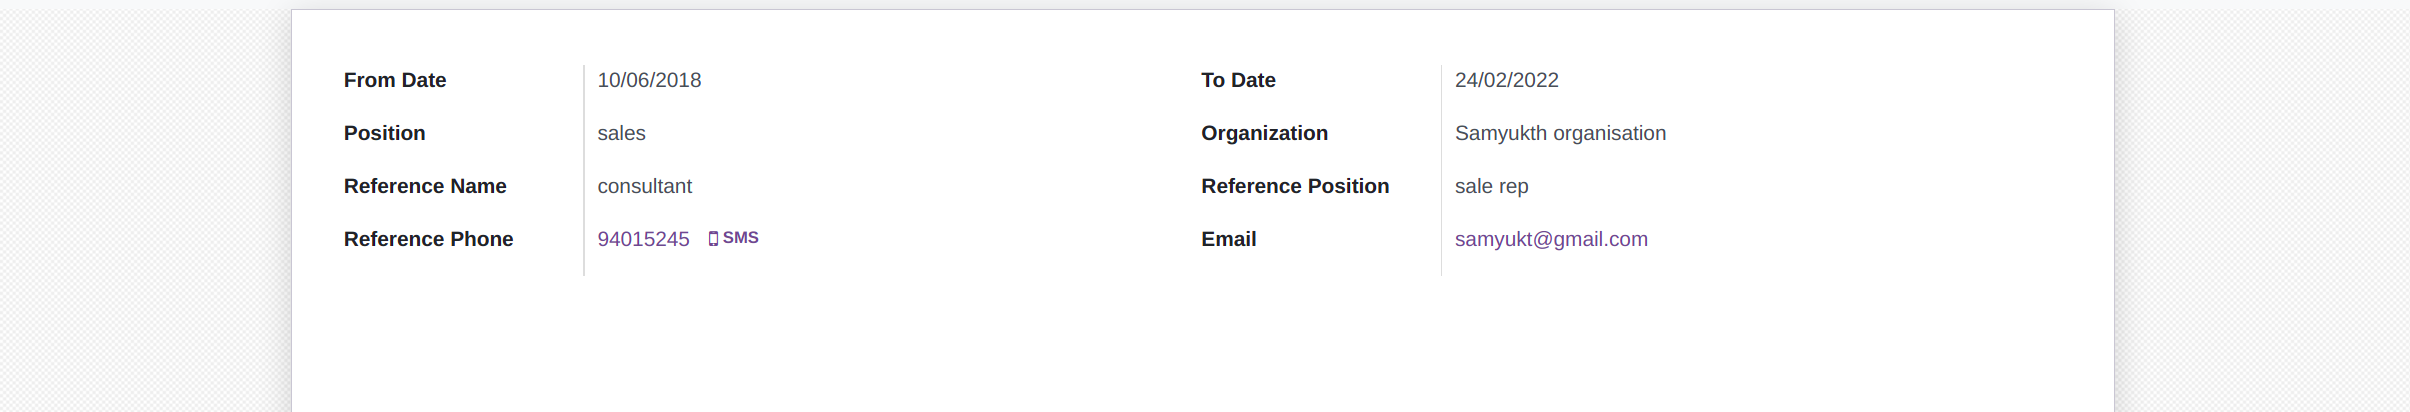 From Date 10/06/2018 To Date 24/02/2022
Position sales Organization Samyukth organisation
Reference Name consultant Reference Position sale rep
Reference Phone 94015245 SMS Email samyukt@gmail.com